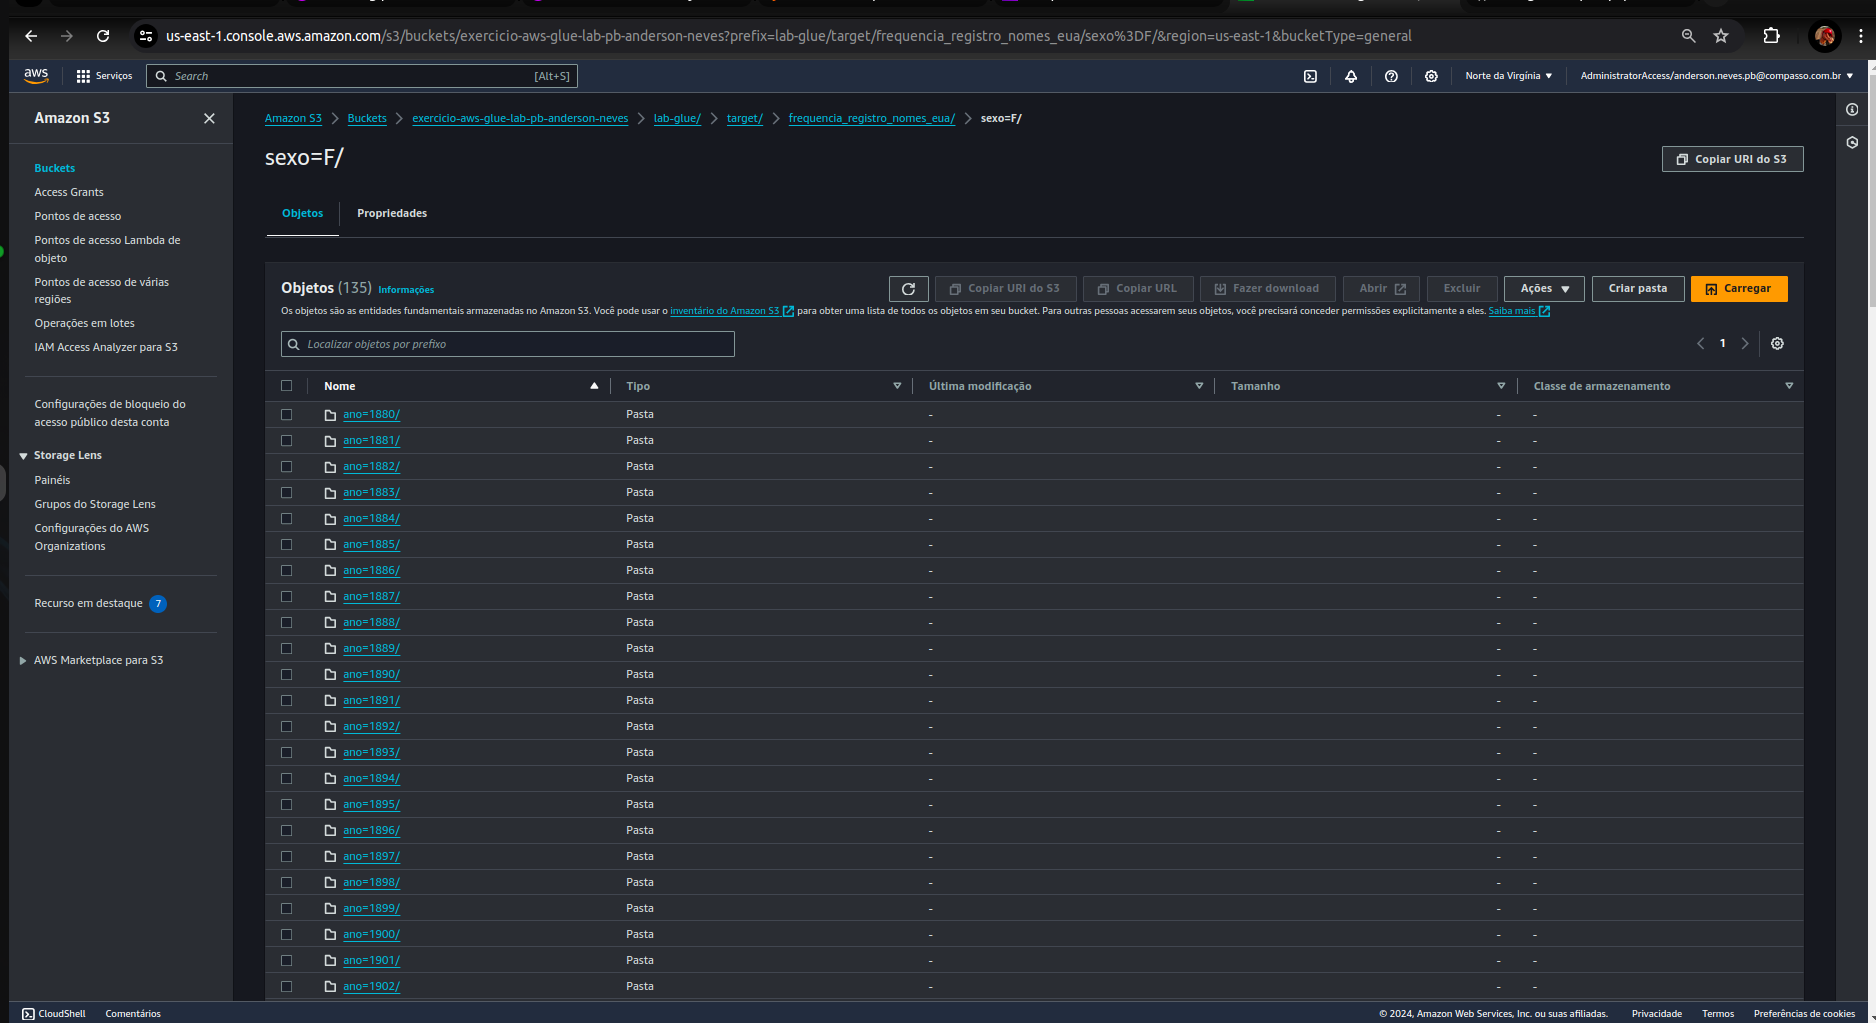 us-east-1.console.aws.amazon.com/s3/buckets/exercicio-aws-glue-lab-pb-anderson-neves?prefix=lab-glue/target/frequencia_registro_nomes_eua/sexo%3DF/&region=us-east-1&bucketType=general
aws Serviços Search [Alt+S] Norte da Virgínia AdministratorAccess/anderson.neves.pb@compasso.com.br
Amazon S3
Buckets
Access Grants
Pontos de acesso
Pontos de acesso Lambda de
objeto
Pontos de acesso de várias
regiões
Operações em lotes
IAM Access Analyzer para S3
Configurações de bloqueio do
acesso público desta conta
Storage Lens
Painéis
Grupos do Storage Lens
Configurações do AWS
Organizations
Recurso em destaque 7
AWS Marketplace para S3
Amazon S3 Buckets exercicio-aws-glue-lab-pb-anderson-neves lab-glue/ target/ frequencia_registro_nomes_eua/ sexo=F/
sexo=F/
Copiar URI do S3
Objetos Propriedades
Objetos (135) Informações
Copiar URI do S3 Copiar URL Fazer download Abrir Excluir Ações Criar pasta Carregar
Os objetos são as entidades fundamentais armazenadas no Amazon S3. Você pode usar o inventário do Amazon S3 para obter uma lista de todos os objetos em seu bucket. Para outras pessoas acessarem seus objetos, você precisará conceder permissões explicitamente a eles. Saiba mais
Localizar objetos por prefixo
1
Nome Tipo Última modificação Tamanho Classe de armazenamento
ano=1880/ Pasta - - -
ano=1881/ Pasta - - -
ano=1882/ Pasta - - -
ano=1883/ Pasta - - -
ano=1884/ Pasta - - -
ano=1885/ Pasta - - -
ano=1886/ Pasta - - -
ano=1887/ Pasta - - -
ano=1888/ Pasta - - -
ano=1889/ Pasta - - -
ano=1890/ Pasta - - -
ano=1891/ Pasta - - -
ano=1892/ Pasta - - -
ano=1893/ Pasta - - -
ano=1894/ Pasta - - -
ano=1895/ Pasta - - -
ano=1896/ Pasta - - -
ano=1897/ Pasta - - -
ano=1898/ Pasta - - -
ano=1899/ Pasta - - -
ano=1900/ Pasta - - -
ano=1901/ Pasta - - -
ano=1902/ Pasta - - -
CloudShell Comentários © 2024, Amazon Web Services, Inc. ou suas afiliadas. Privacidade Termos Preferências de cookies